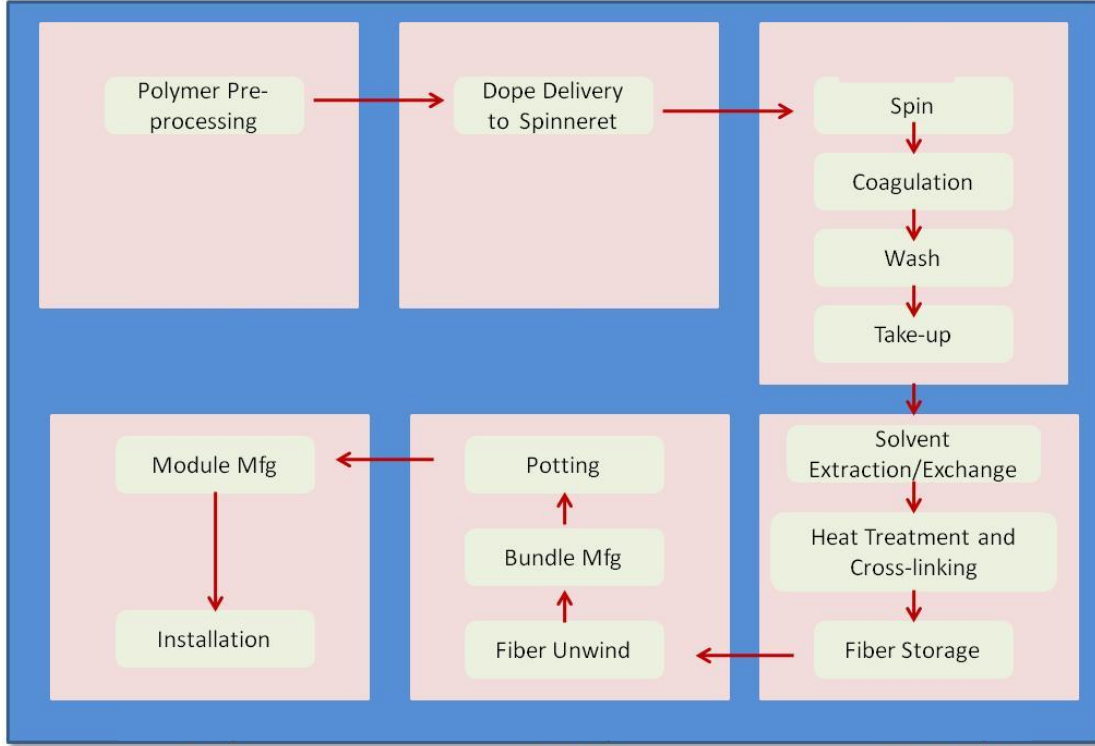 Polymer Pre-
processing
Dope Delivery
to Spinneret
Spin
Coagulation
Wash
Take-up
Solvent
Extraction/Exchange
Heat Treatment and
Cross-linking
Fiber Storage
Fiber Unwind
Bundle Mfg
Potting
Module Mfg
Installation